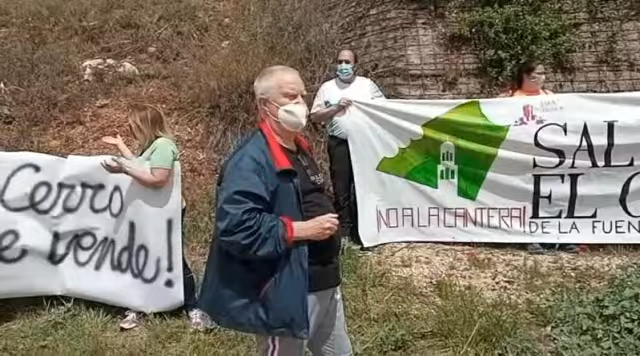 Cerro
e vende!
SAL
¡NO A LA CANTERA!
EL C
DE LA FUEN